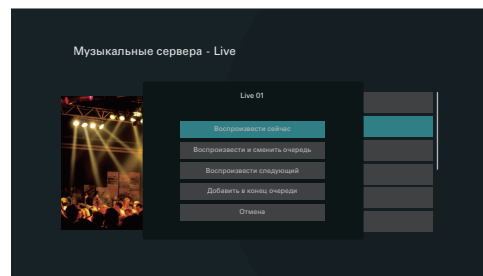 Музыкальные сервера - Live
Live 01
Воспроизвести сейчас
Воспроизвести и сменить очередь
Воспроизвести следующий
Добавить в конец очереди
Отмена